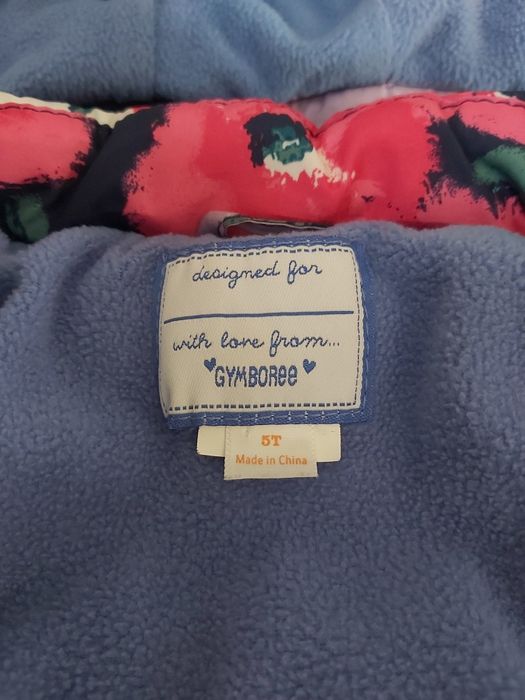 designed for
with love from...
GYMBOREE
5T
Made in China